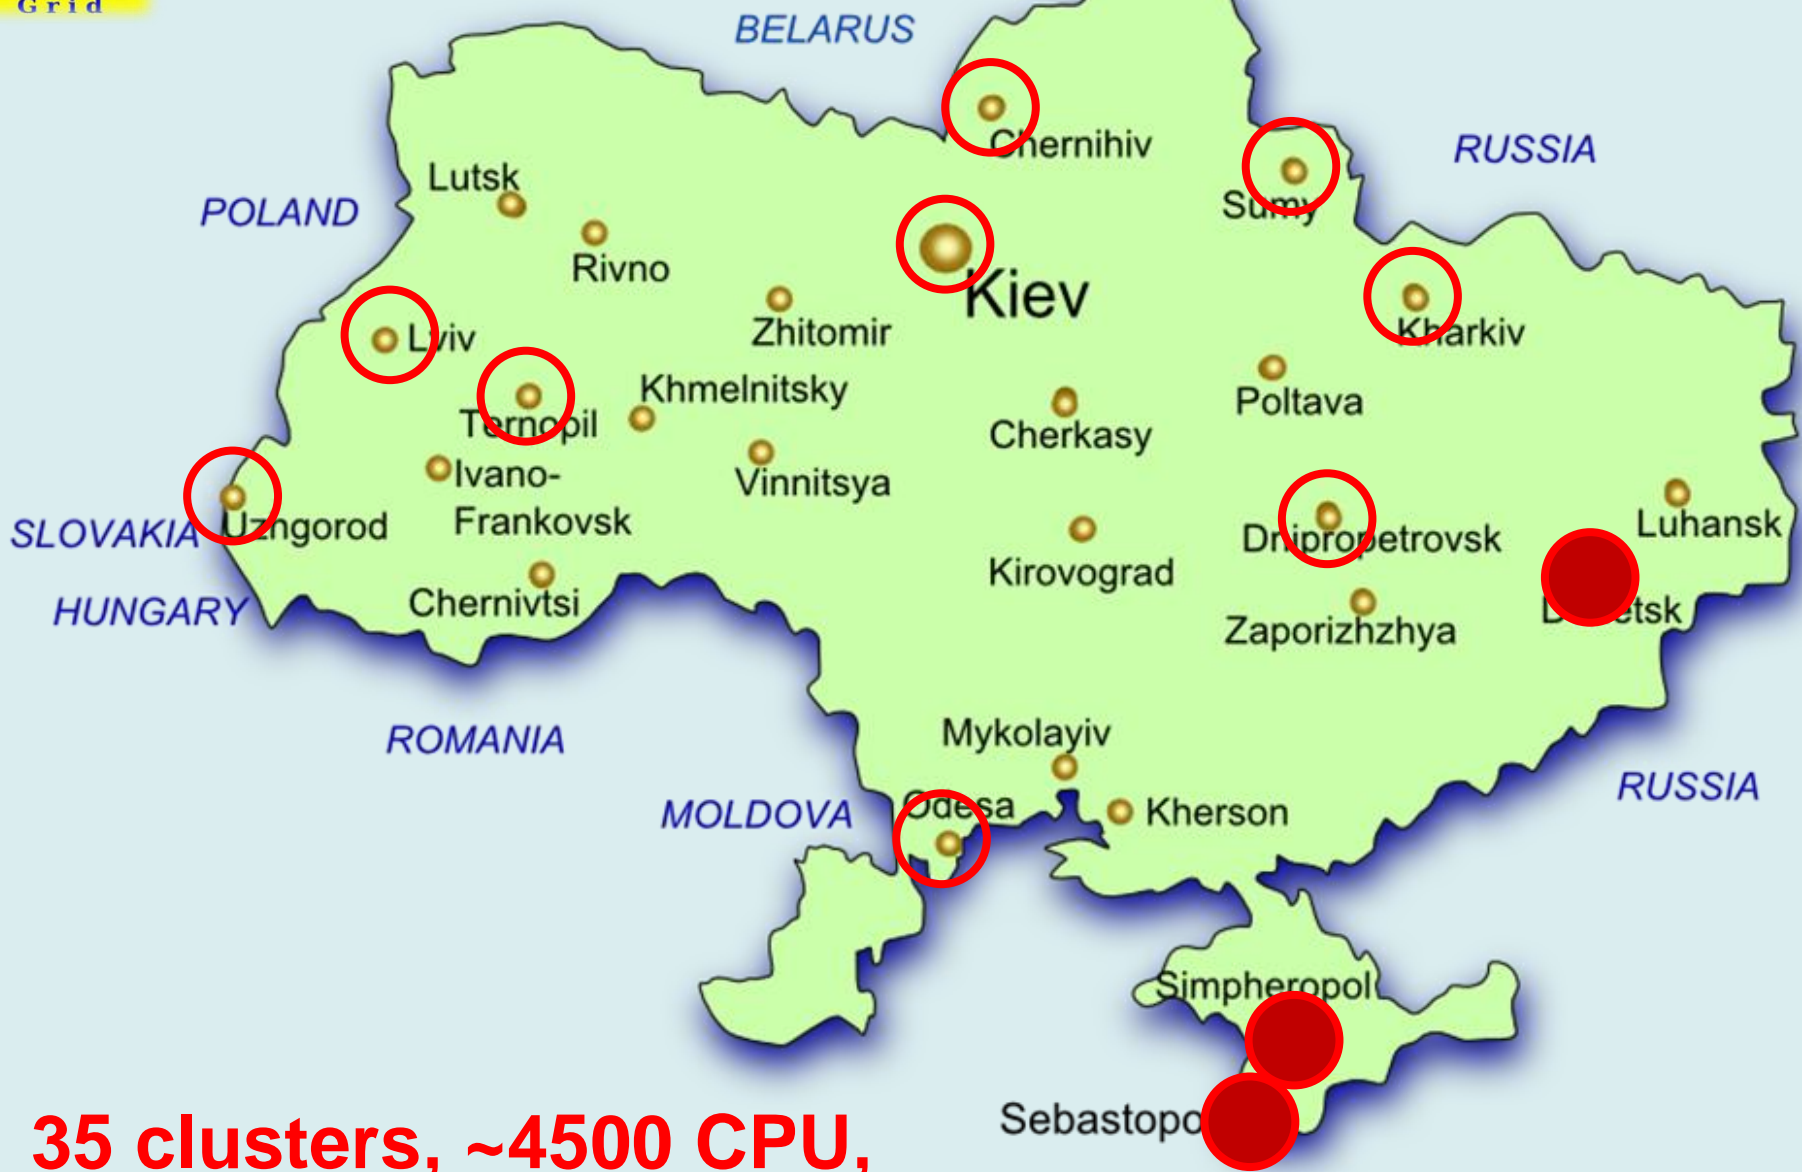 Grid
BELARUS
Chernihiv
RUSSIA
Lutsk
Sumy
POLAND
Rivno
Kiev
Zhitomir
Lviv
Kharkiv
Khmelnitsky
Poltava
Ternopil
Cherkasy
Ivano-
Frankovsk
Vinnitsya
Uzhgorod
SLOVAKIA
Luhansk
Dnipropetrovsk
Kirovograd
HUNGARY
Chernivtsi
Zaporizhzhya
Mykolayiv
ROMANIA
RUSSIA
MOLDOVA
Odesa
Kherson
Simpheropol
35 clusters, ~4500 CPU,